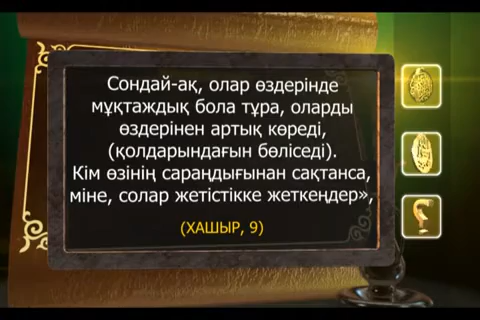 Сондай-ақ, олар өздерінде
мұқтаждық бола тұра, оларды
өздерінен артық көреді,
(қолдарындағын бөліседі).
Кім өзінің сараңдығынан сақтанса,
міне, солар жетістікке жеткеңдер»,
(ХАШЫР, 9)